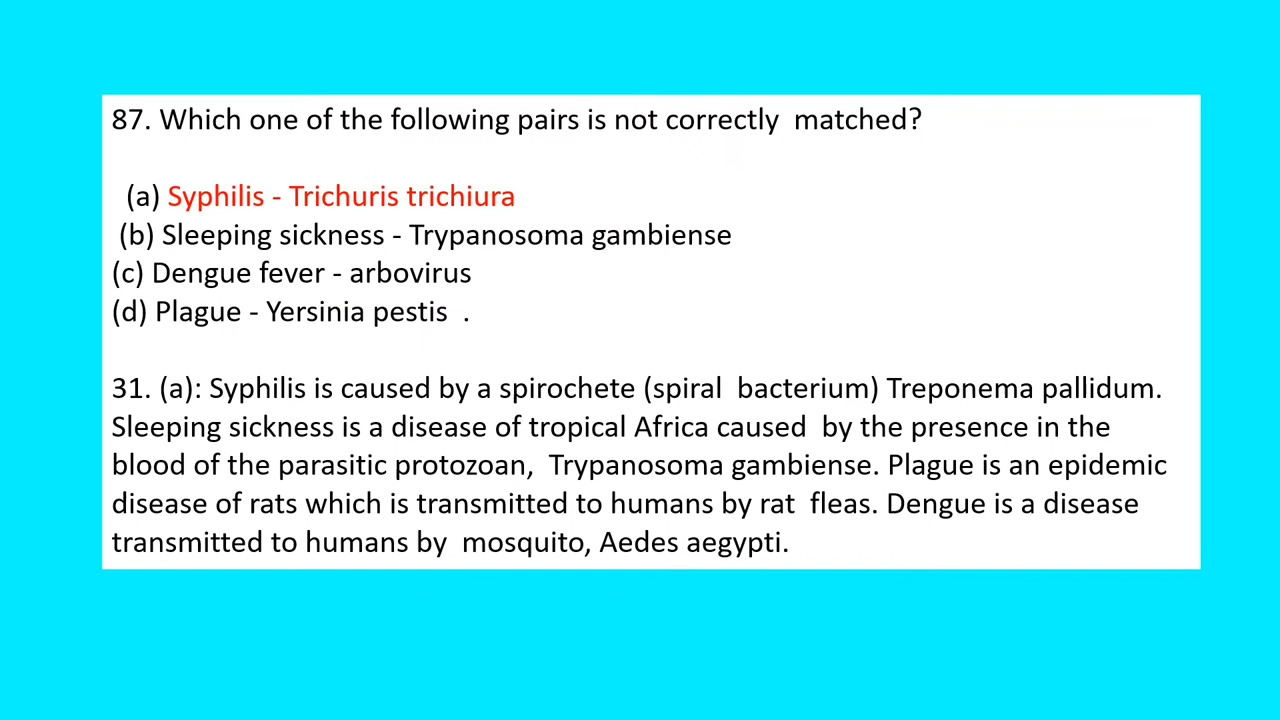 87. Which one of the following pairs is not correctly matched?
(a) Syphilis - Trichuris trichiura
(b) Sleeping sickness - Trypanosoma gambiense
(c) Dengue fever - arbovirus
(d) Plague - Yersinia pestis .
31. (a): Syphilis is caused by a spirochete (spiral bacterium) Treponema pallidum.
Sleeping sickness is a disease of tropical Africa caused by the presence in the
blood of the parasitic protozoan, Trypanosoma gambiense. Plague is an epidemic
disease of rats which is transmitted to humans by rat fleas. Dengue is a disease
transmitted to humans by mosquito, Aedes aegypti.